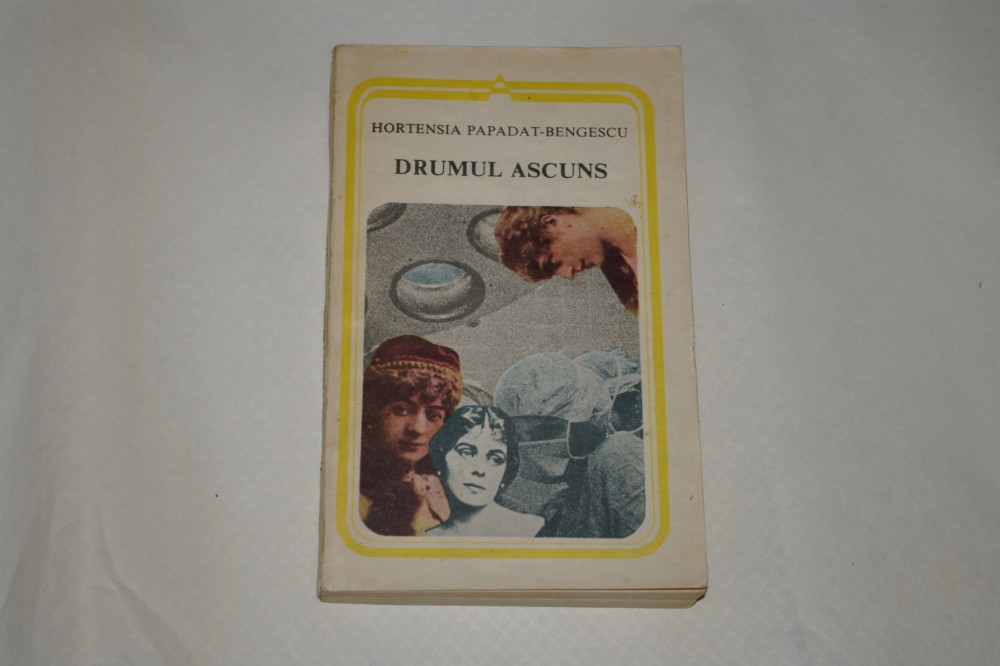 HORTENSIA PAPADAT-BENGESCU
DRUMUL ASCUNS